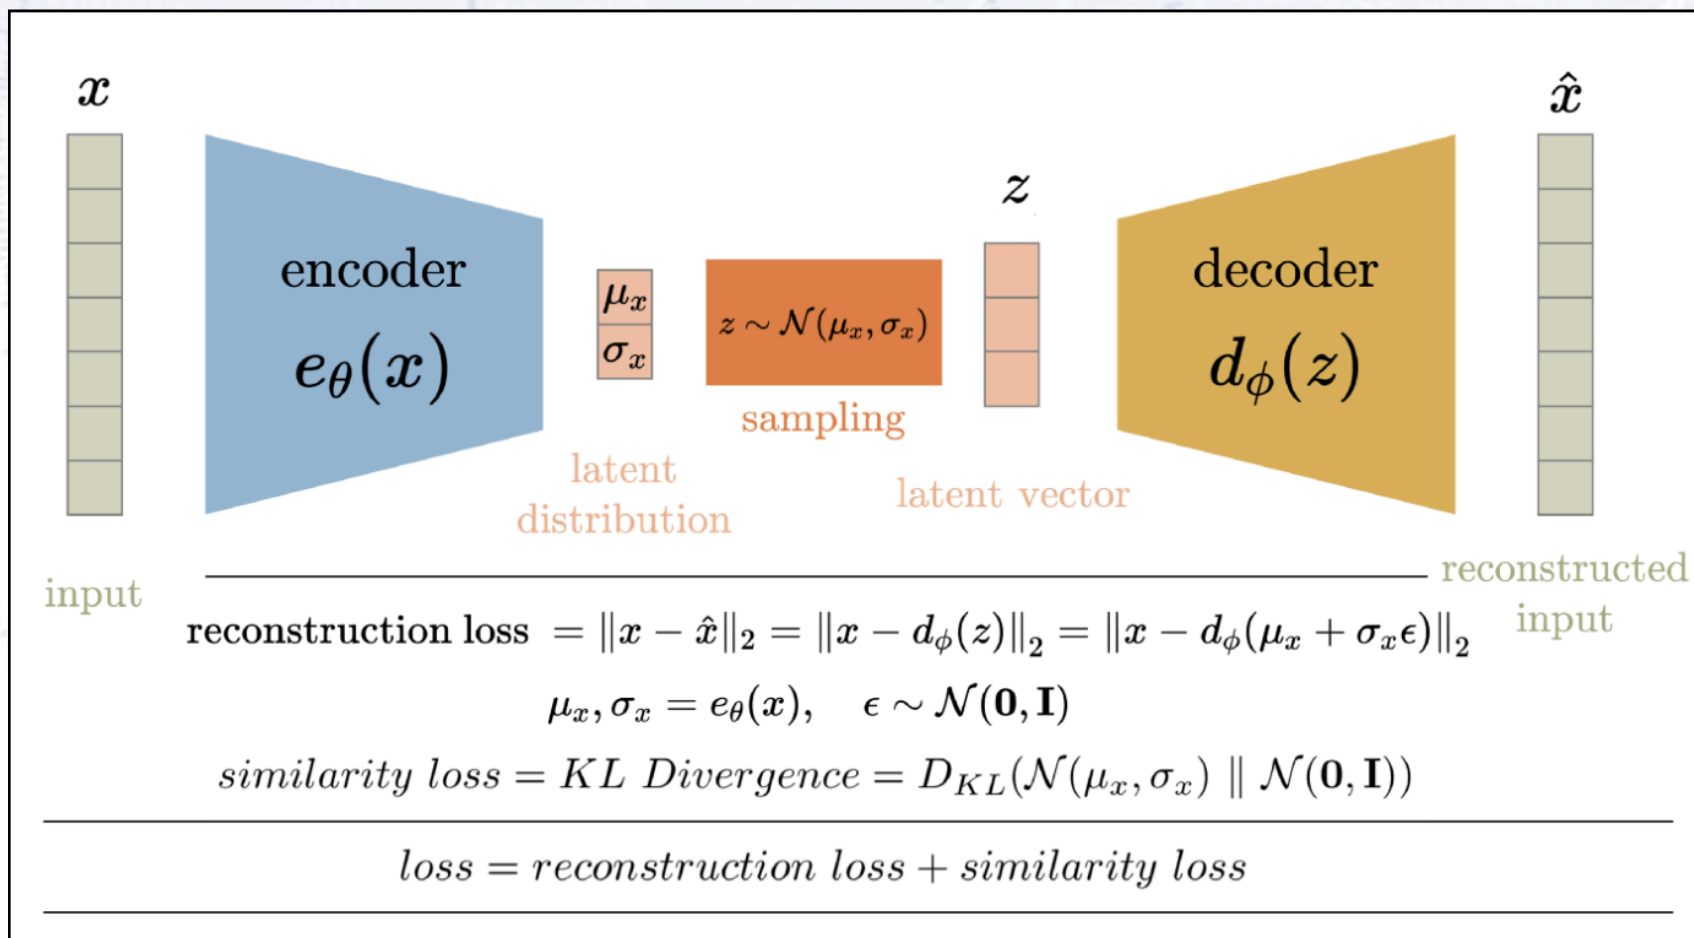 x
x̂
z
encoder
e_θ(x)
μ_x
σ_x
z ∼ 𝒩(μ_x, σ_x)
sampling
latent
distribution
latent vector
decoder
d_ϕ(z)
input
reconstructed
input
reconstruction loss = ‖x − x̂‖₂ = ‖x − d_ϕ(z)‖₂ = ‖x − d_ϕ(μ_x + σ_xϵ)‖₂
μ_x, σ_x = e_θ(x), ϵ ∼ 𝒩(0, I)
similarity loss = KL Divergence = D_{KL}(𝒩(μ_x, σ_x) ‖ 𝒩(0, I))
loss = reconstruction loss + similarity loss